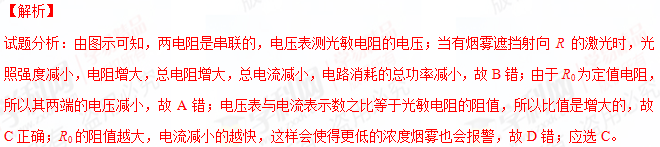 【解析】
试题分析：由图示可知，两电阻是串联的，电压表测光敏电阻的电压；当有烟雾遮挡射向 R 的激光时，光
照强度减小，电阻增大，总电阻增大，总电流减小，电路消耗的总功率减小，故 B 错；由于 R₀为定值电阻，
所以其两端的电压减小，故 A 错；电压表与电流表示数之比等于光敏电阻的阻值，所以比值是增大的，故
C 正确；R₀的阻值越大，电流减小的越快，这样会使得更低的浓度烟雾也会报警，故 D 错；应选 C。